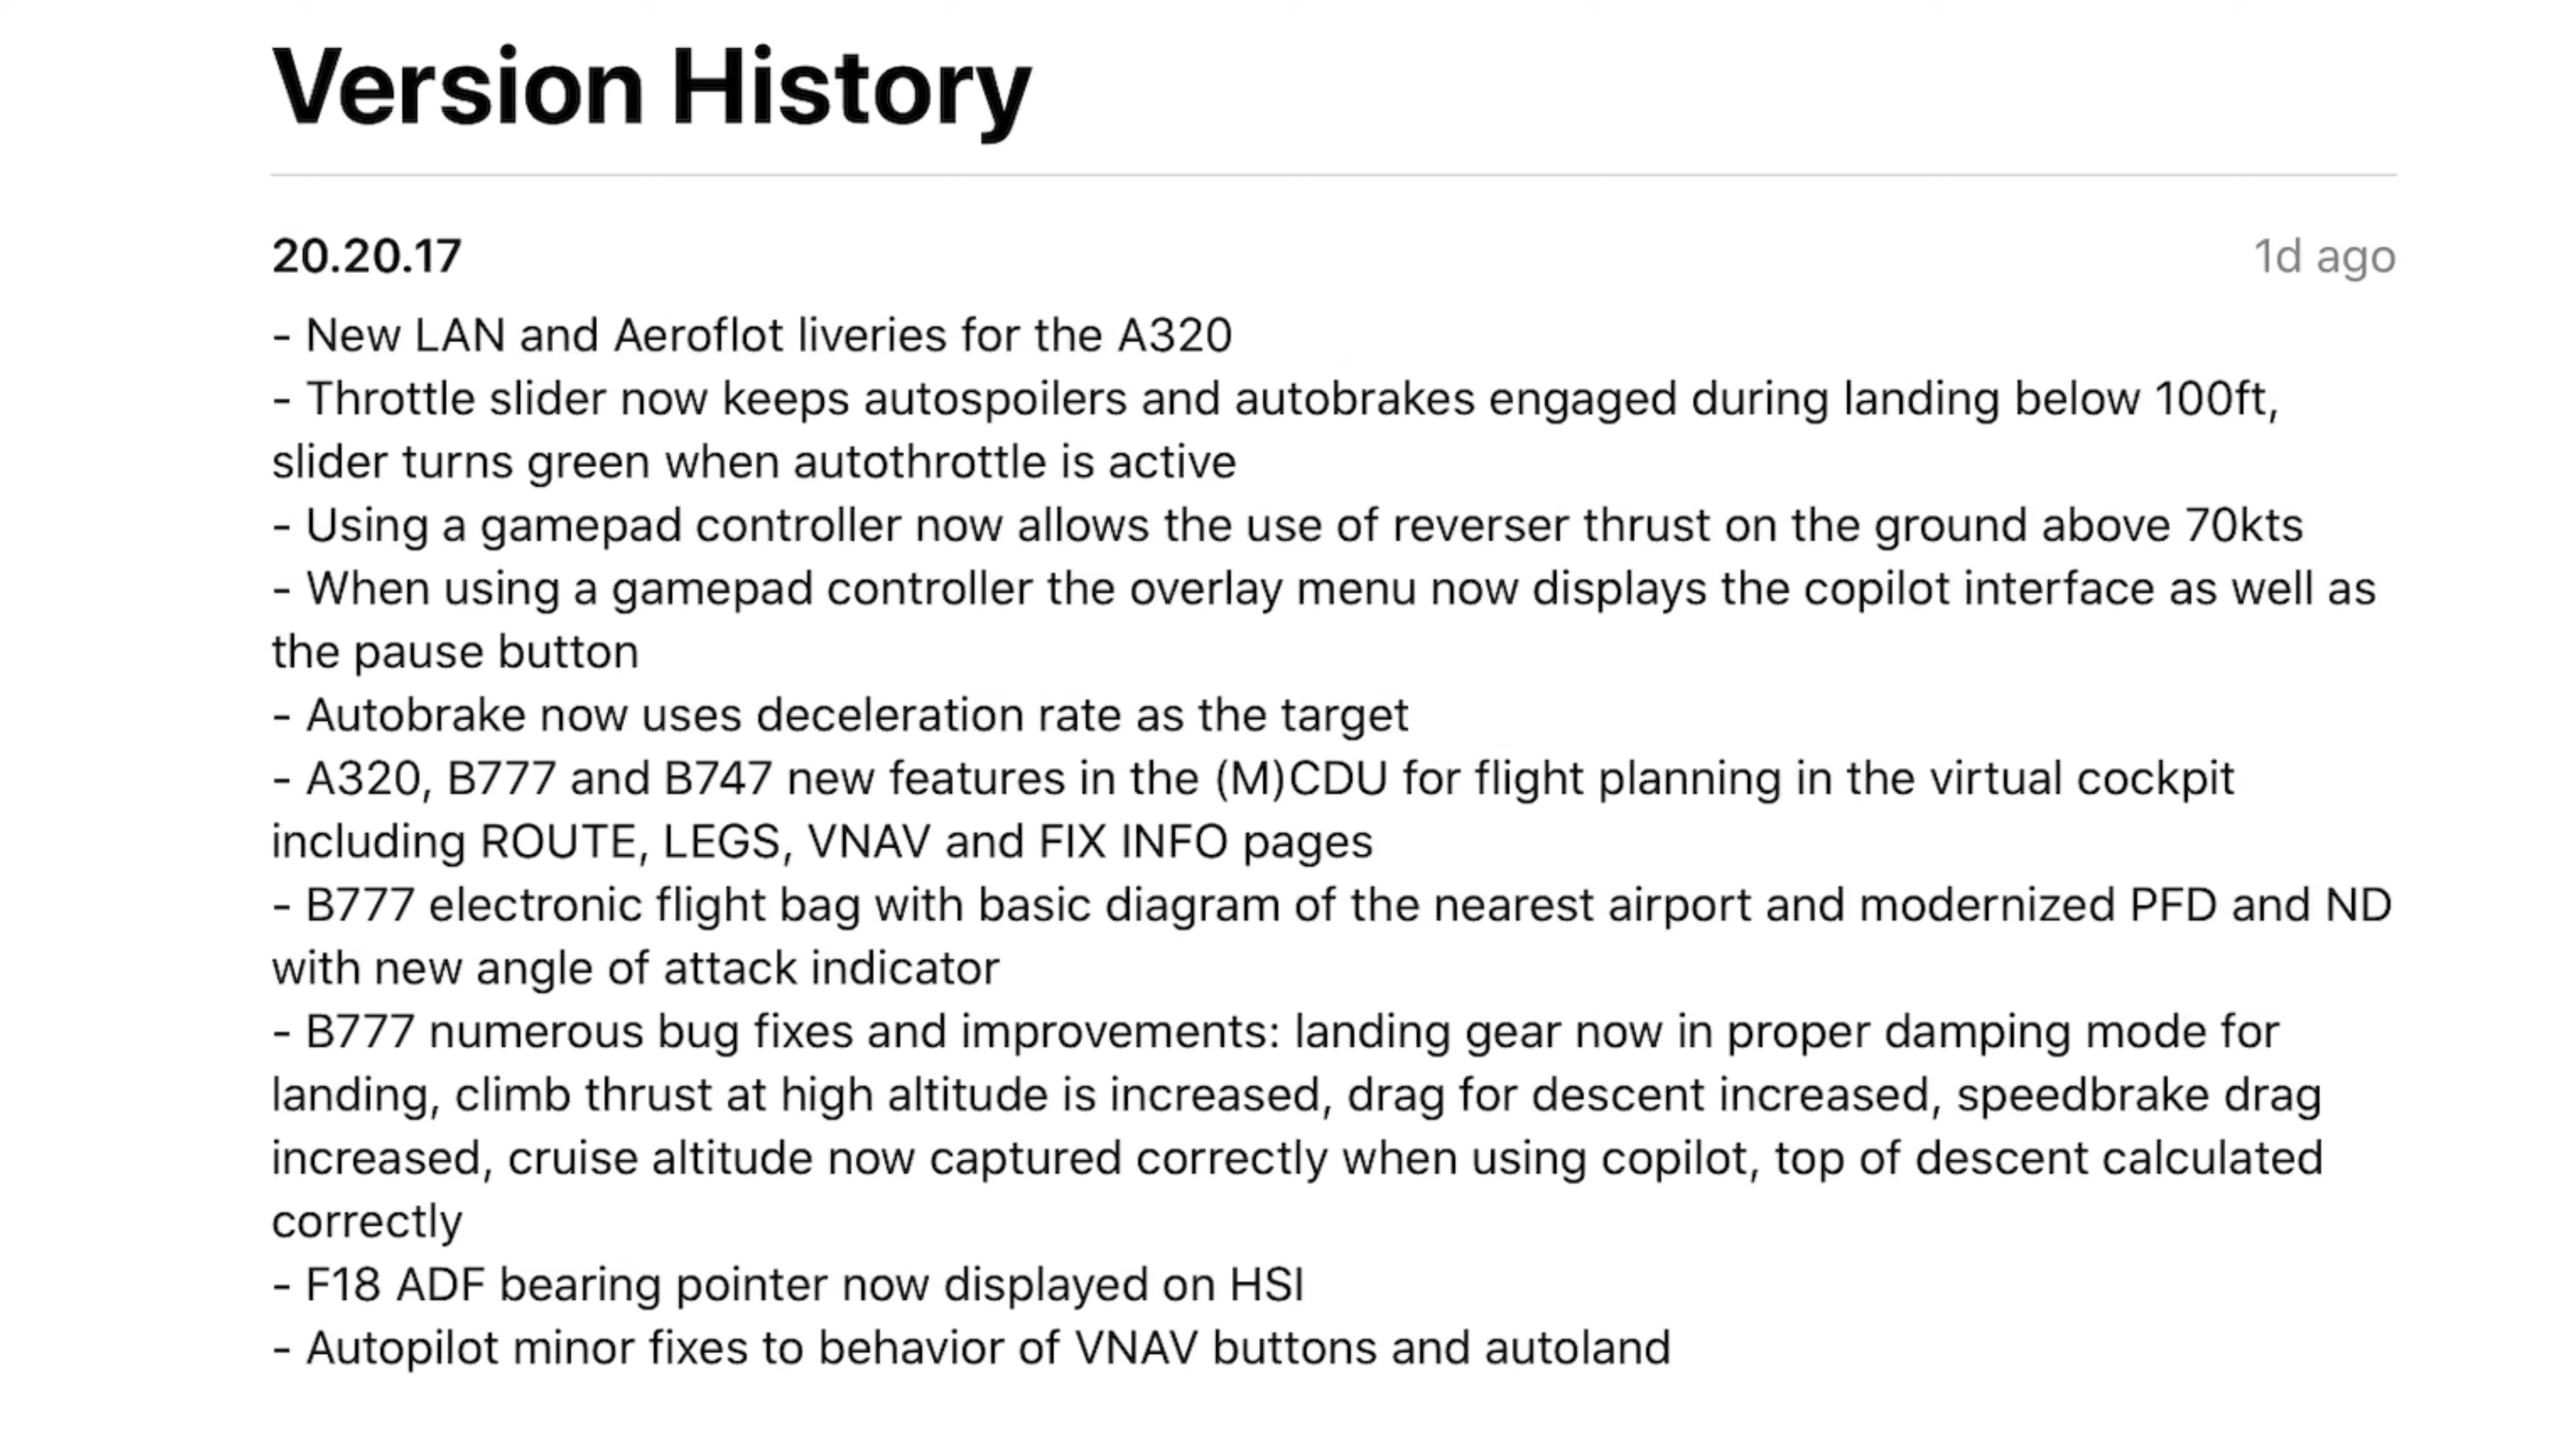 Version History
20.20.17
1d ago
- New LAN and Aeroflot liveries for the A320
- Throttle slider now keeps autospoilers and autobrakes engaged during landing below 100ft,
slider turns green when autothrottle is active
- Using a gamepad controller now allows the use of reverser thrust on the ground above 70kts
- When using a gamepad controller the overlay menu now displays the copilot interface as well as
the pause button
- Autobrake now uses deceleration rate as the target
- A320, B777 and B747 new features in the (M)CDU for flight planning in the virtual cockpit
including ROUTE, LEGS, VNAV and FIX INFO pages
- B777 electronic flight bag with basic diagram of the nearest airport and modernized PFD and ND
with new angle of attack indicator
- B777 numerous bug fixes and improvements: landing gear now in proper damping mode for
landing, climb thrust at high altitude is increased, drag for descent increased, speedbrake drag
increased, cruise altitude now captured correctly when using copilot, top of descent calculated
correctly
- F18 ADF bearing pointer now displayed on HSI
- Autopilot minor fixes to behavior of VNAV buttons and autoland